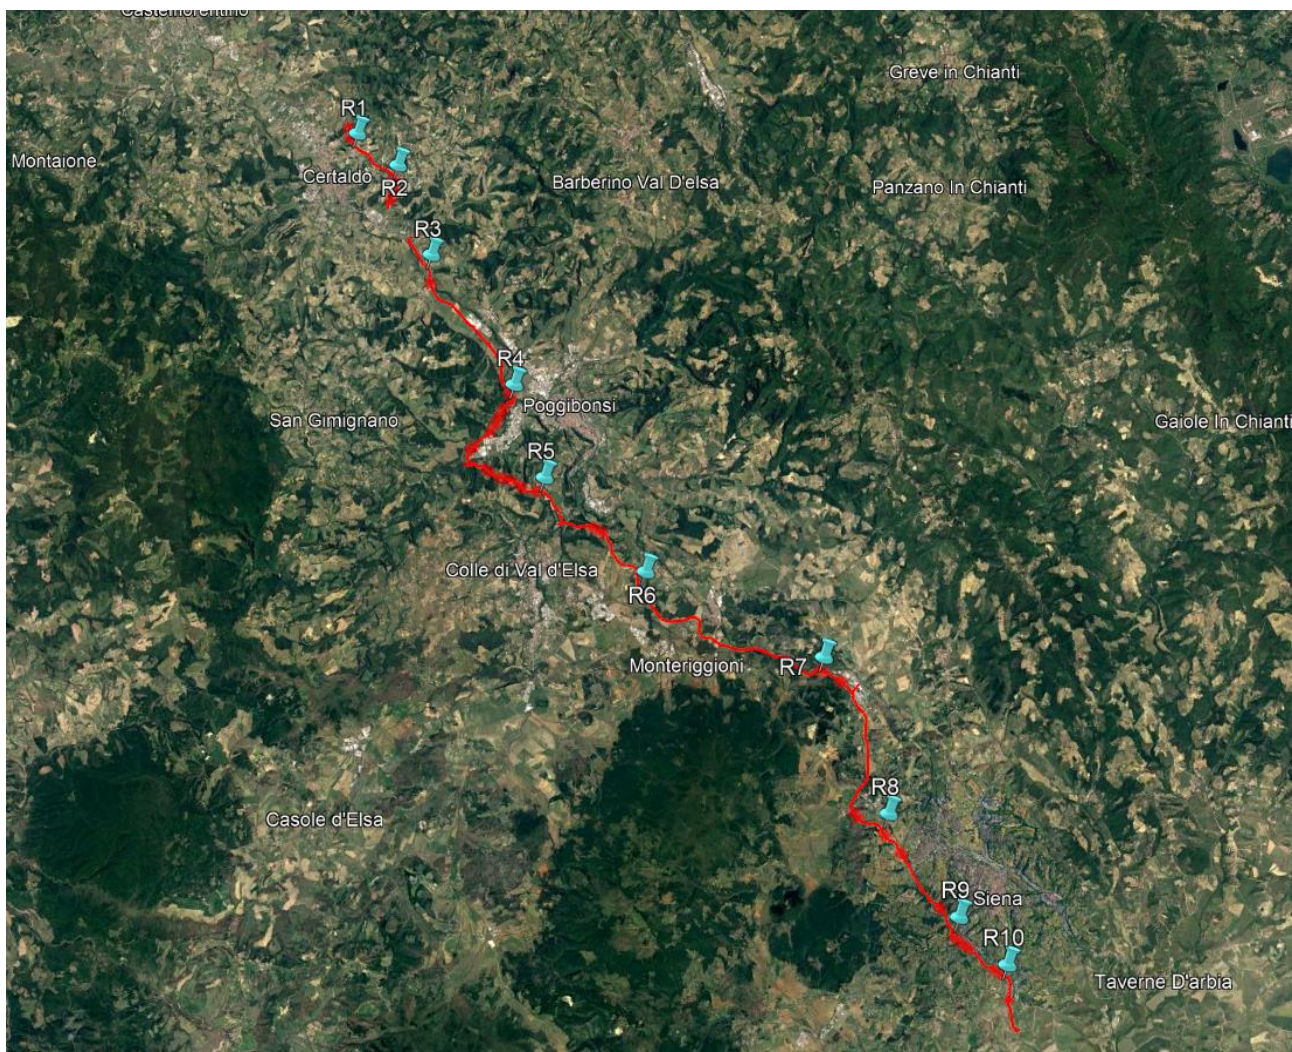 Castelfiorentino
Greve in Chianti
R1
Montaione
Certaldo
Barberino Val D'elsa
R2
Panzano In Chianti
R3
R4
Poggibonsi
San Gimignano
Gaiole In Chianti
R5
Colle di Val d'Elsa
R6
Monteriggioni
R7
R8
Casole d'Elsa
R9
Siena
R10
Taverne D'arbia